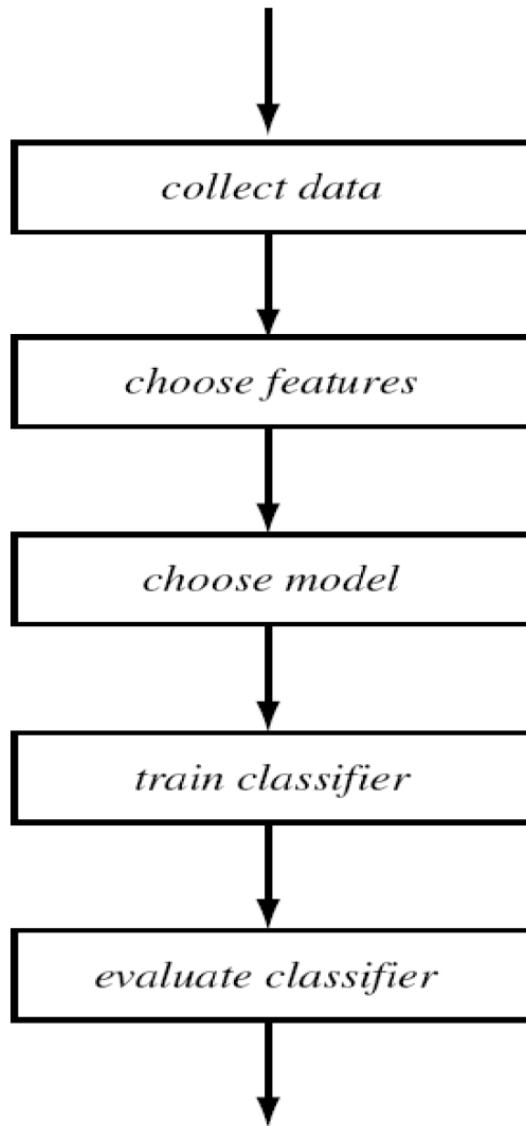 collect data
choose features
choose model
train classifier
evaluate classifier